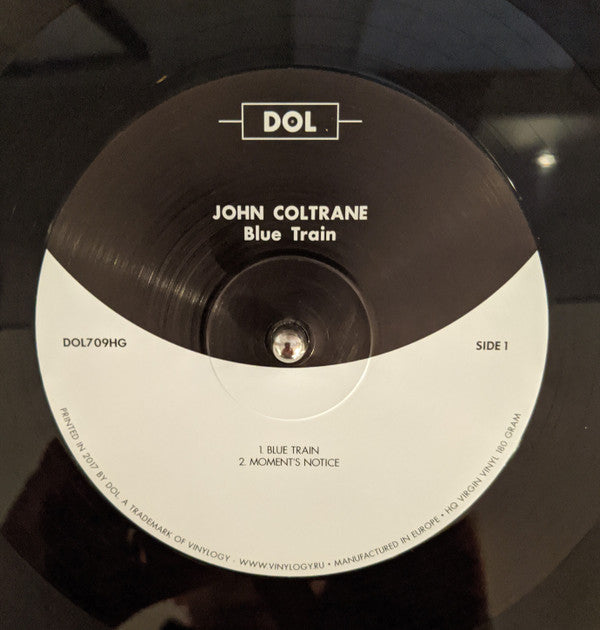 DOL
JOHN COLTRANE
Blue Train
DOL709HG
SIDE 1
1. BLUE TRAIN
2. MOMENT'S NOTICE
PRINTED IN 2017 BY DOL. A TRADEMARK OF VINYLOGY · WWW.VINYLOGY.RU • MANUFACTURED IN EUROPE • HQ VIRGIN VINYL 180 GRAM